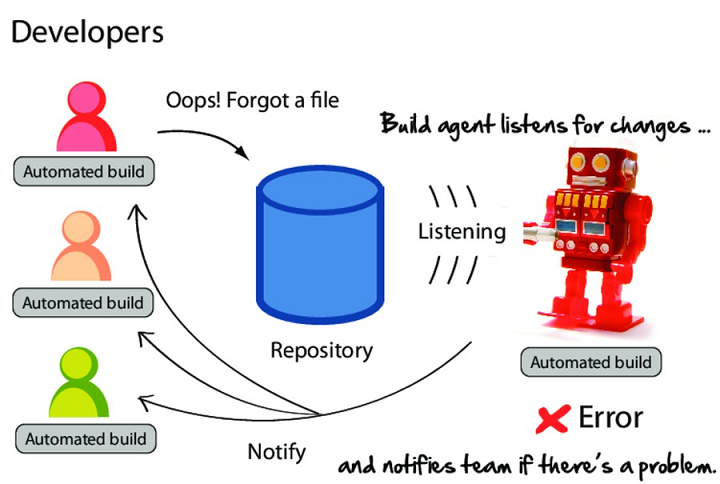 Developers
Oops! Forgot a file
Build agent listens for changes ...
Automated build
Listening
Automated build
Repository
Automated build
Automated build
Error
Notify
and notifies team if there's a problem.